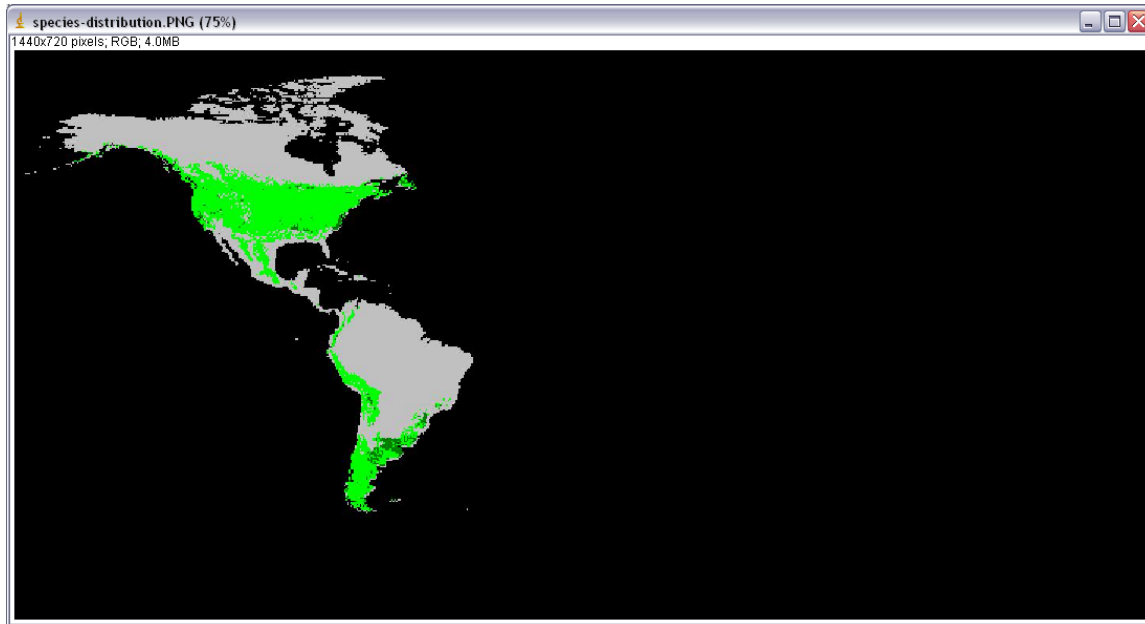 species-distribution.PNG (75%)
1440x720 pixels; RGB; 4.0MB